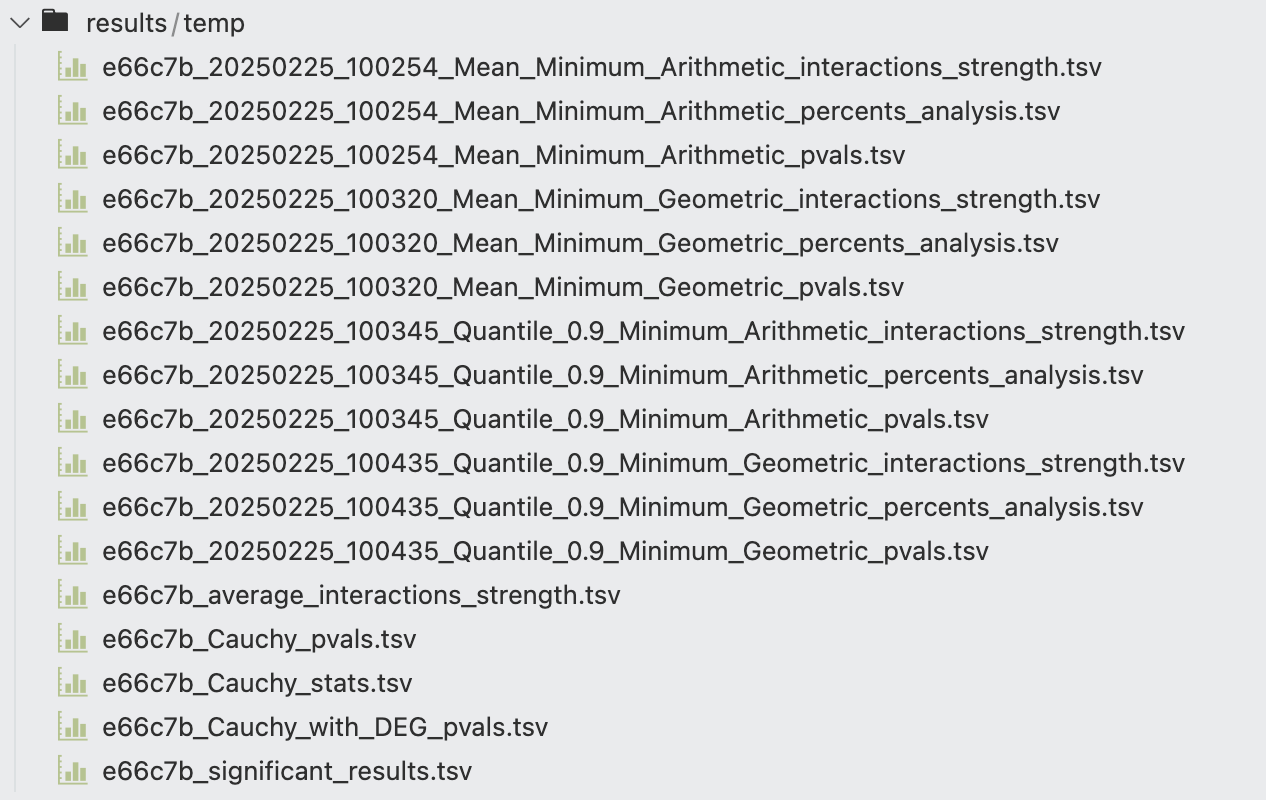 results/temp
e66c7b_20250225_100254_Mean_Minimum_Arithmetic_interactions_strength.tsv
e66c7b_20250225_100254_Mean_Minimum_Arithmetic_percents_analysis.tsv
e66c7b_20250225_100254_Mean_Minimum_Arithmetic_pvals.tsv
e66c7b_20250225_100320_Mean_Minimum_Geometric_interactions_strength.tsv
e66c7b_20250225_100320_Mean_Minimum_Geometric_percents_analysis.tsv
e66c7b_20250225_100320_Mean_Minimum_Geometric_pvals.tsv
e66c7b_20250225_100345_Quantile_0.9_Minimum_Arithmetic_interactions_strength.tsv
e66c7b_20250225_100345_Quantile_0.9_Minimum_Arithmetic_percents_analysis.tsv
e66c7b_20250225_100345_Quantile_0.9_Minimum_Arithmetic_pvals.tsv
e66c7b_20250225_100435_Quantile_0.9_Minimum_Geometric_interactions_strength.tsv
e66c7b_20250225_100435_Quantile_0.9_Minimum_Geometric_percents_analysis.tsv
e66c7b_20250225_100435_Quantile_0.9_Minimum_Geometric_pvals.tsv
e66c7b_average_interactions_strength.tsv
e66c7b_Cauchy_pvals.tsv
e66c7b_Cauchy_stats.tsv
e66c7b_Cauchy_with_DEG_pvals.tsv
e66c7b_significant_results.tsv